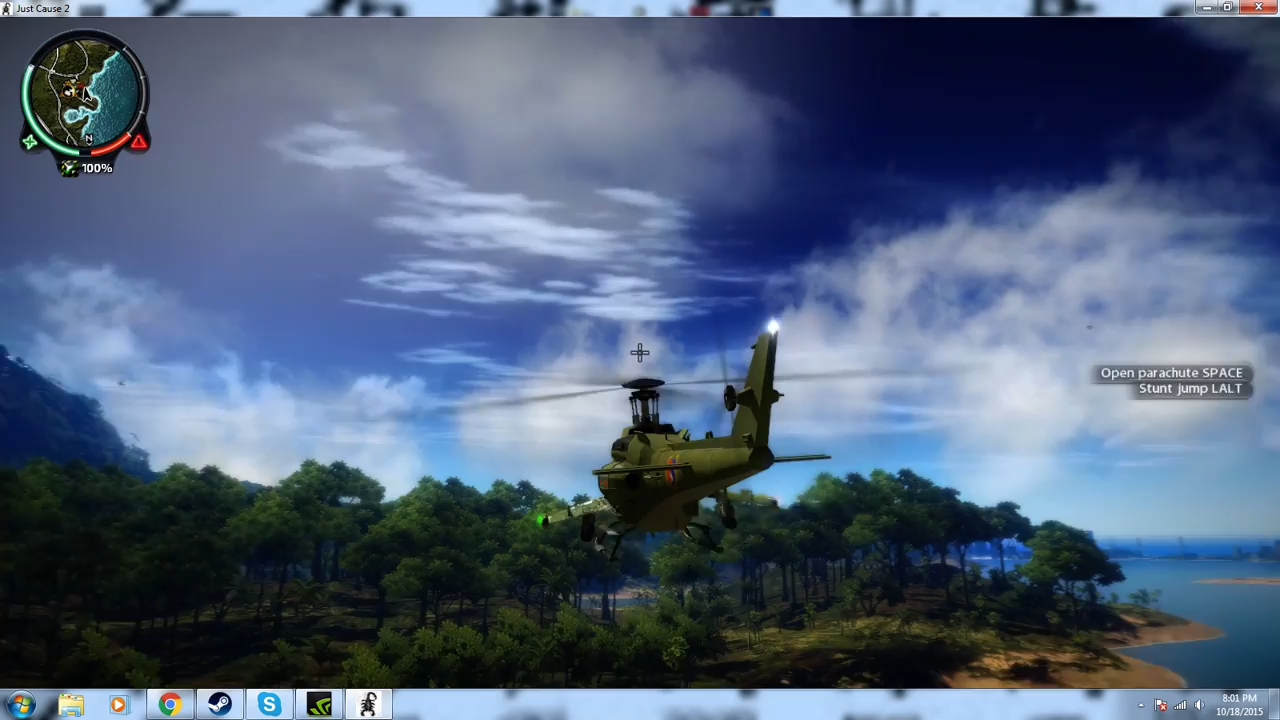 Just Cause 2
N
100%
Open parachute SPACE
Stunt jump LALT
8:01 PM
10/18/2015